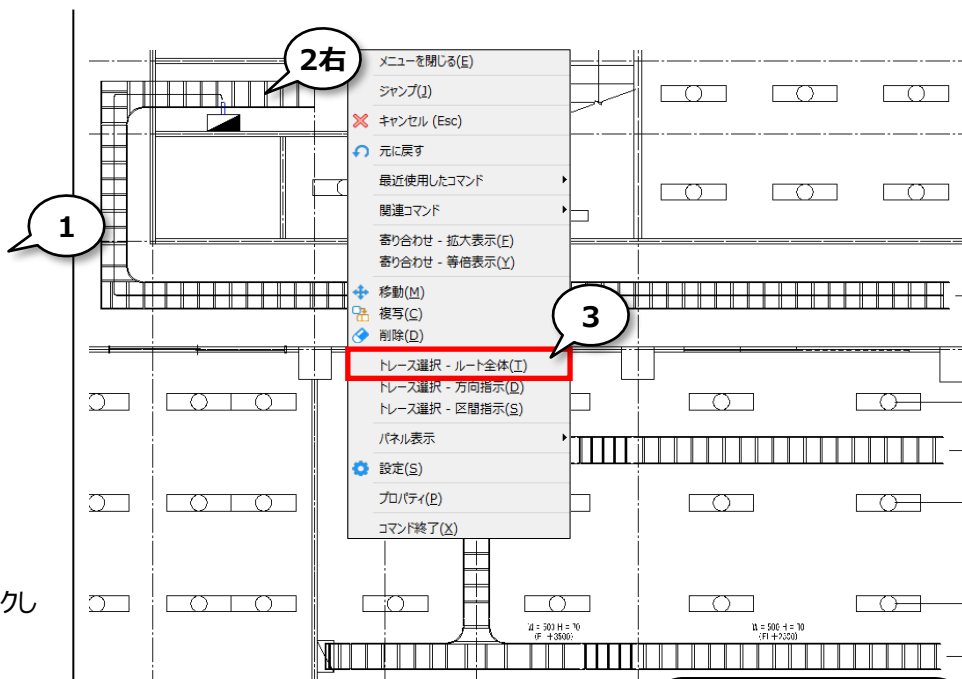 2右
メニューを閉じる(E)
ジャンプ(J)
キャンセル (Esc)
元に戻す
最近使用したコマンド
関連コマンド
1
寄り合わせ - 拡大表示(F)
寄り合わせ - 等倍表示(Y)
移動(M)
複写(C)
3
削除(D)
トレース選択 - ルート全体(T)
トレース選択 - 方向指示(D)
トレース選択 - 区間指示(S)
パネル表示
設定(S)
プロパティ(P)
コマンド終了(X)
クし